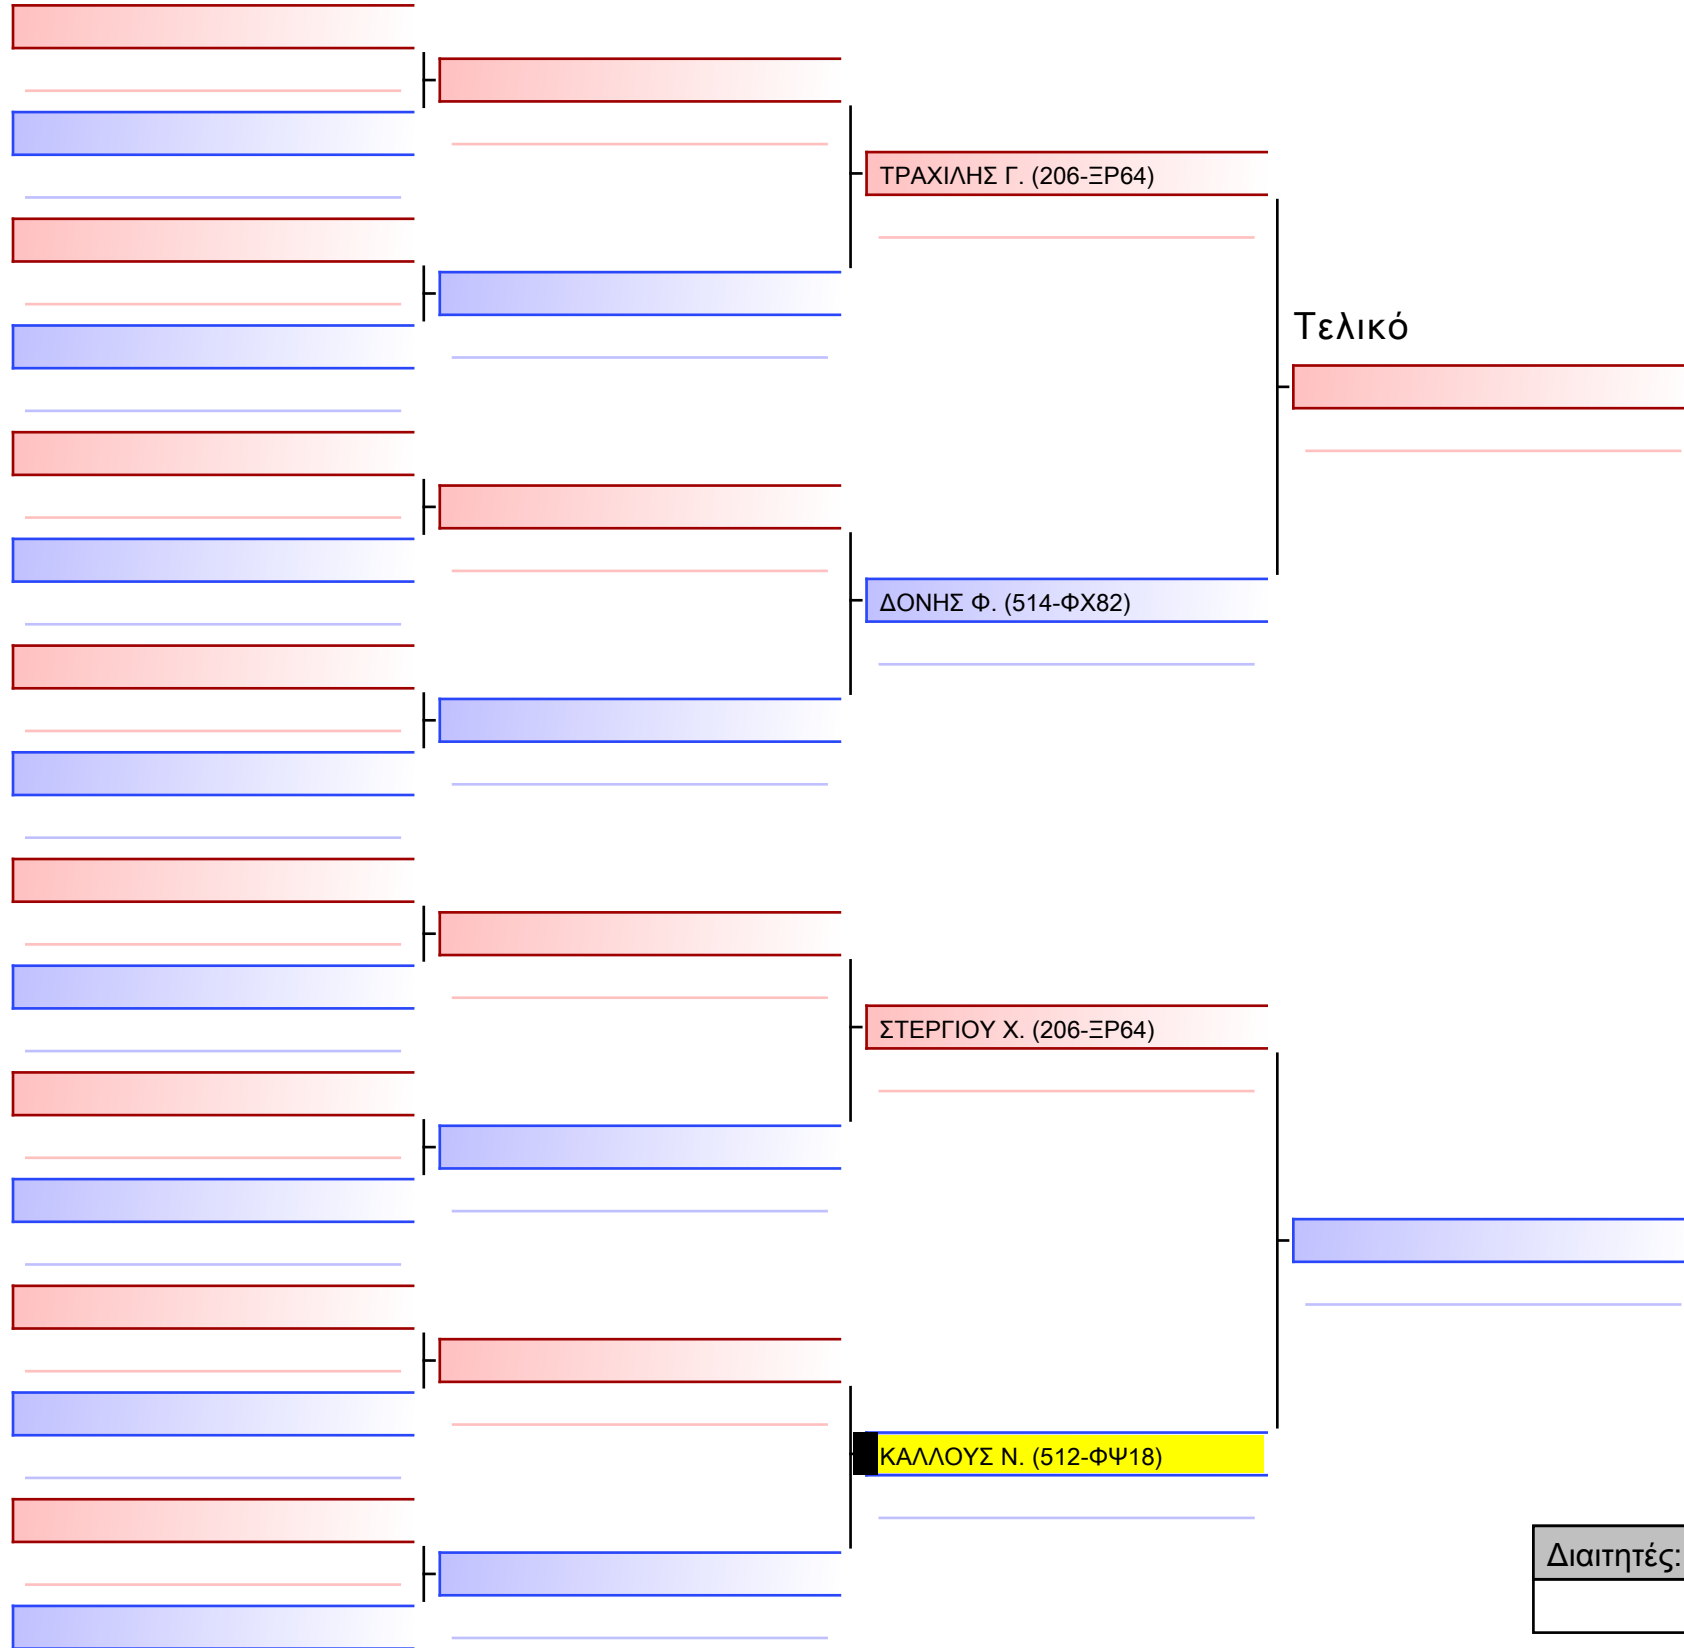 ΤΡΑΧΙΛΗΣ Γ. (206-ΞΡ64)
Τελικό
ΔΟΝΗΣ Φ. (514-ΦΧ82)
ΣΤΕΡΓΙΟΥ Χ. (206-ΞΡ64)
ΚΑΛΛΟΥΣ Ν. (512-ΦΨ18)
Διαιτητές: